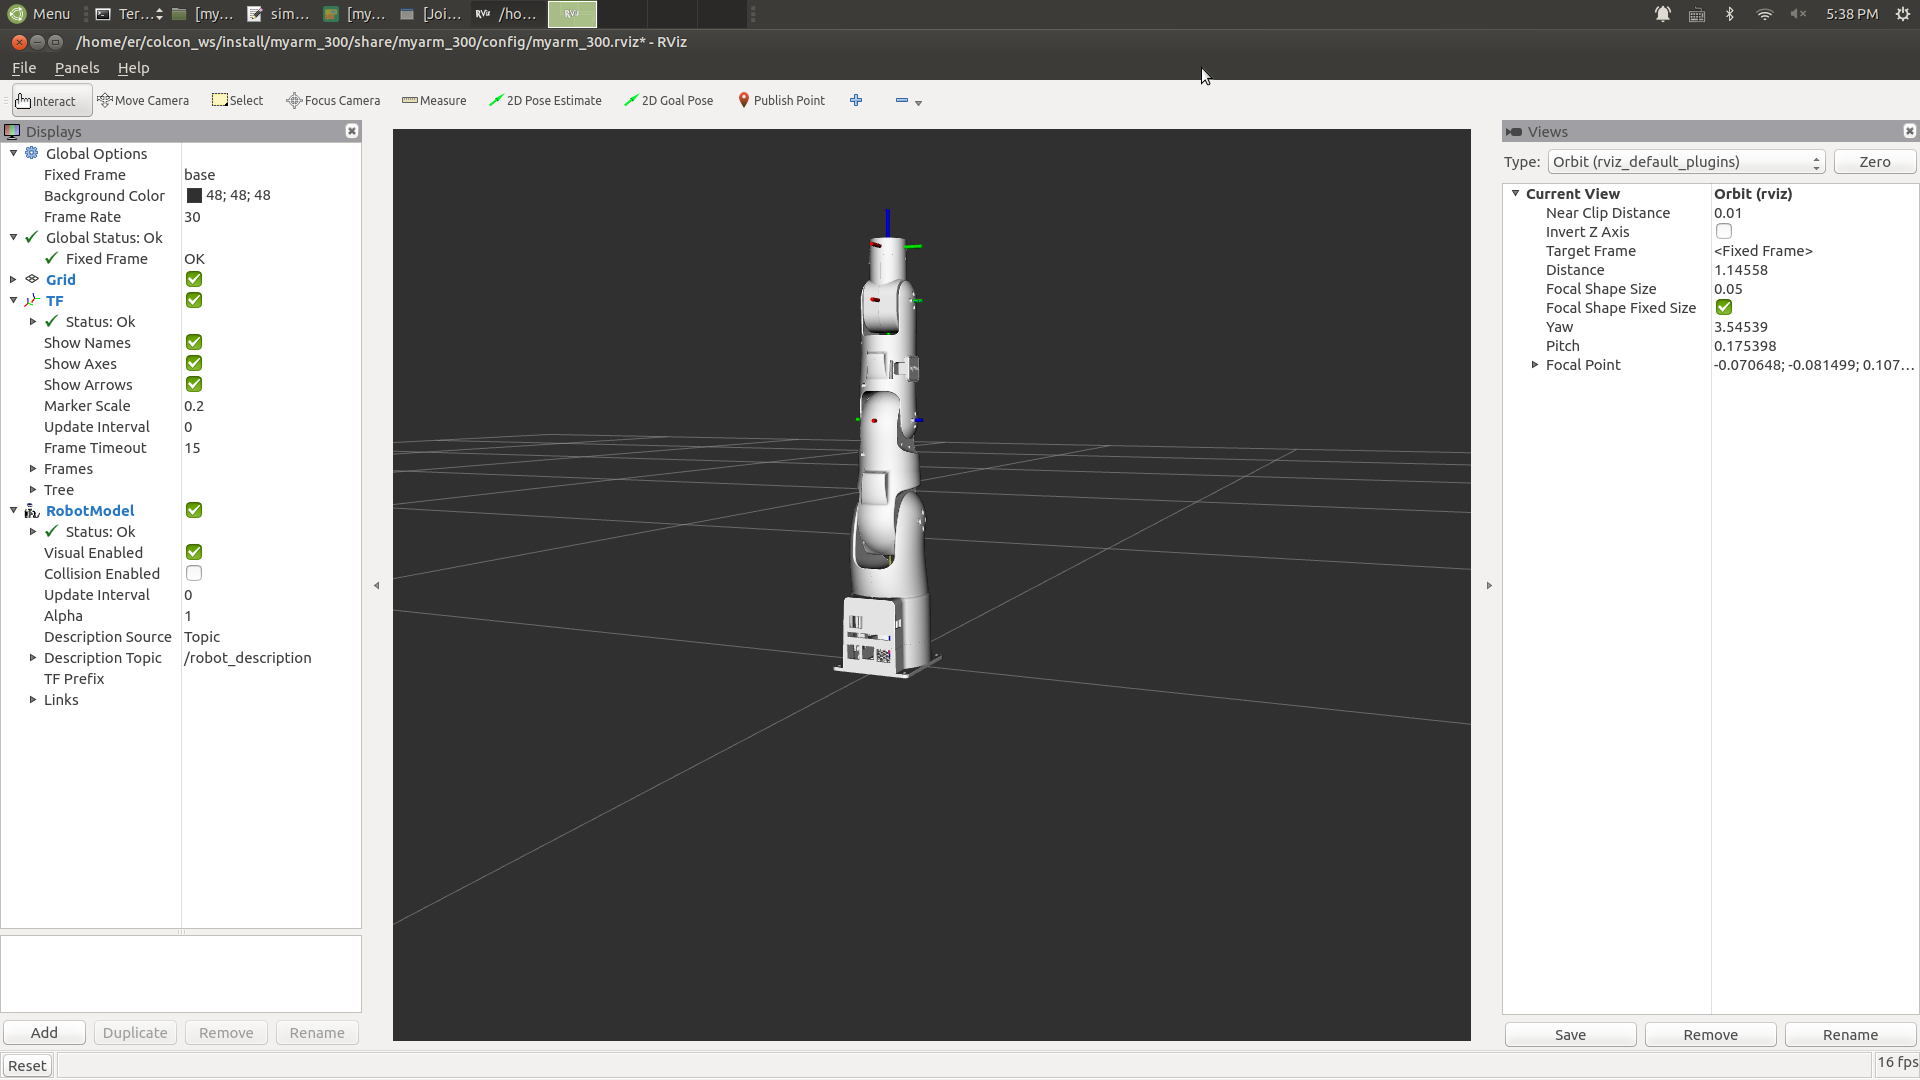 Menu Ter... [my... sim... [my... [Joi... RViz /ho... RViz 5:38 PM
/home/er/colcon_ws/install/myarm_300/share/myarm_300/config/myarm_300.rviz* - RViz
File Panels Help
Interact Move Camera Select Focus Camera Measure 2D Pose Estimate 2D Goal Pose Publish Point
Displays
Global Options
Fixed Frame base
Background Color 48; 48; 48
Frame Rate 30
Global Status: Ok
Fixed Frame OK
Grid
TF
Status: Ok
Show Names
Show Axes
Show Arrows
Marker Scale 0.2
Update Interval 0
Frame Timeout 15
Frames
Tree
RobotModel
Status: Ok
Visual Enabled
Collision Enabled
Update Interval 0
Alpha 1
Description Source Topic
Description Topic /robot_description
TF Prefix
Links
Add Duplicate Remove Rename
Reset
Views
Type: Orbit (rviz_default_plugins) Zero
Current View Orbit (rviz)
Near Clip Distance 0.01
Invert Z Axis
Target Frame <Fixed Frame>
Distance 1.14558
Focal Shape Size 0.05
Focal Shape Fixed Size
Yaw 3.54539
Pitch 0.175398
Focal Point -0.070648; -0.081499; 0.107...
Save Remove Rename
16 fps